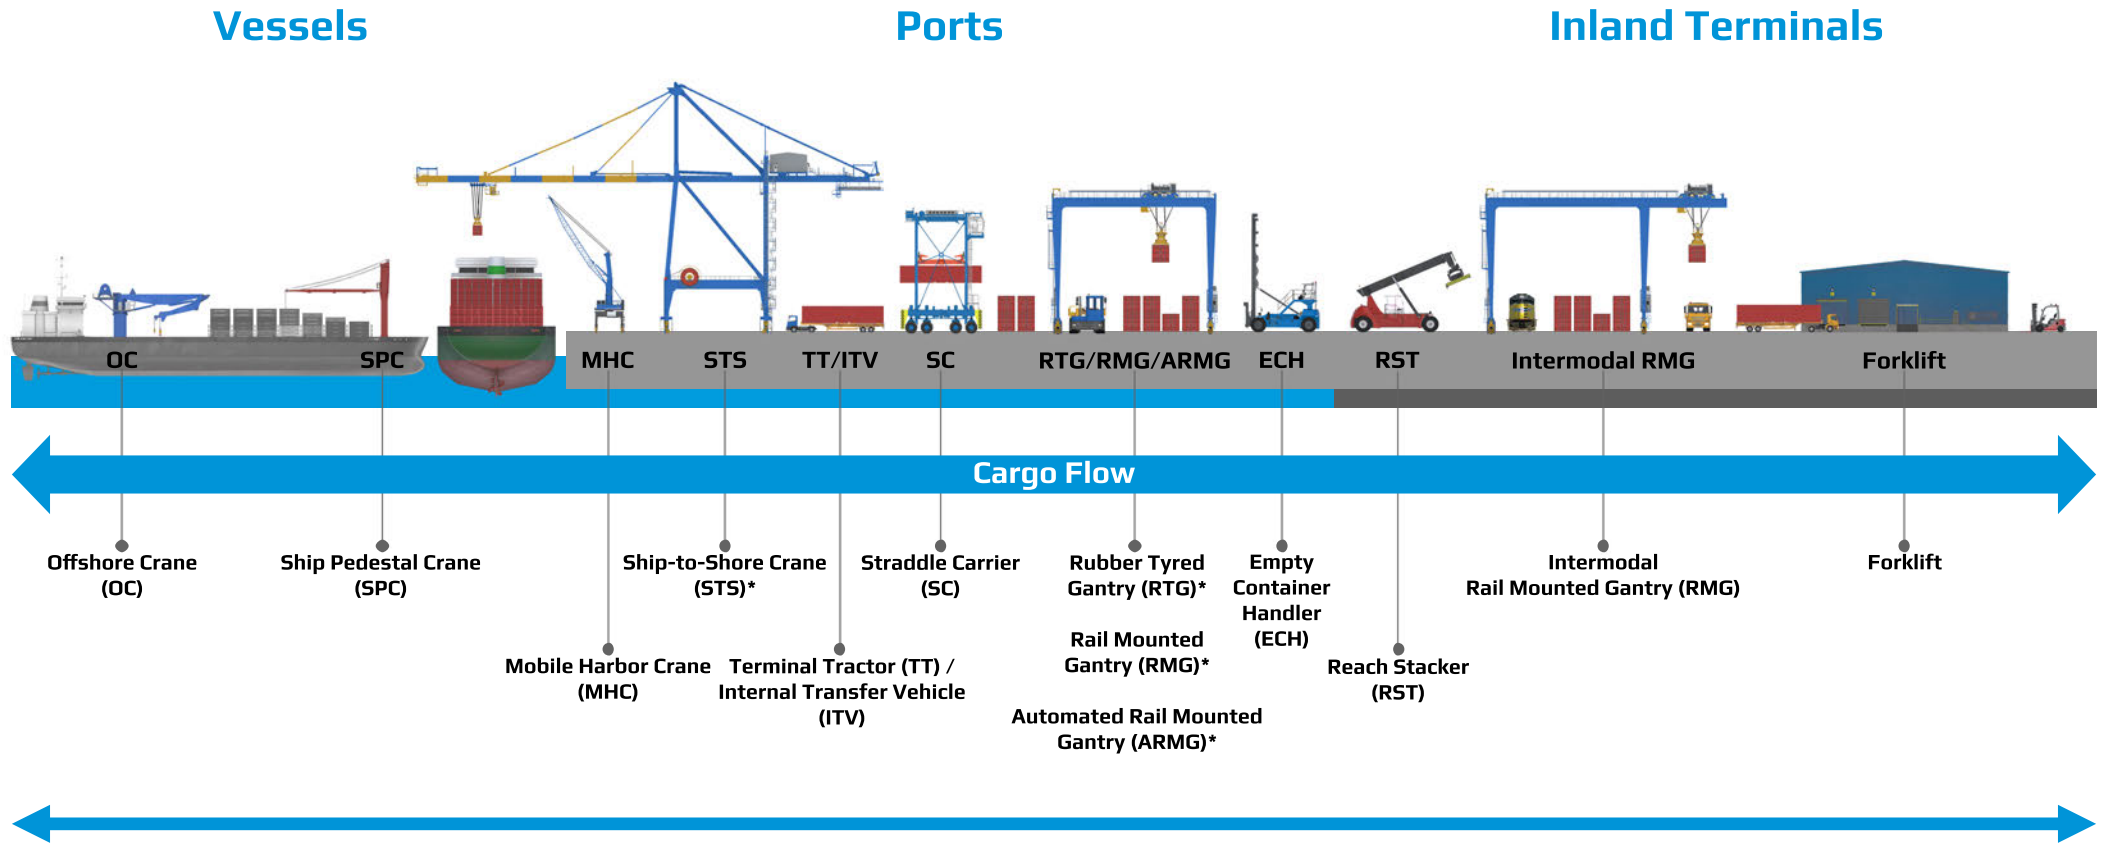 Vessels
Ports
Inland Terminals
OC
SPC
MHC
STS
TT/ITV
SC
RTG/RMG/ARMG
ECH
RST
Intermodal RMG
Forklift
Cargo Flow
Offshore Crane
(OC)
Ship Pedestal Crane
(SPC)
Mobile Harbor Crane
(MHC)
Ship-to-Shore Crane
(STS)*
Terminal Tractor (TT) /
Internal Transfer Vehicle
(ITV)
Straddle Carrier
(SC)
Rubber Tyred
Gantry (RTG)*
Rail Mounted
Gantry (RMG)*
Automated Rail Mounted
Gantry (ARMG)*
Empty
Container
Handler
(ECH)
Reach Stacker
(RST)
Intermodal
Rail Mounted Gantry (RMG)
Forklift